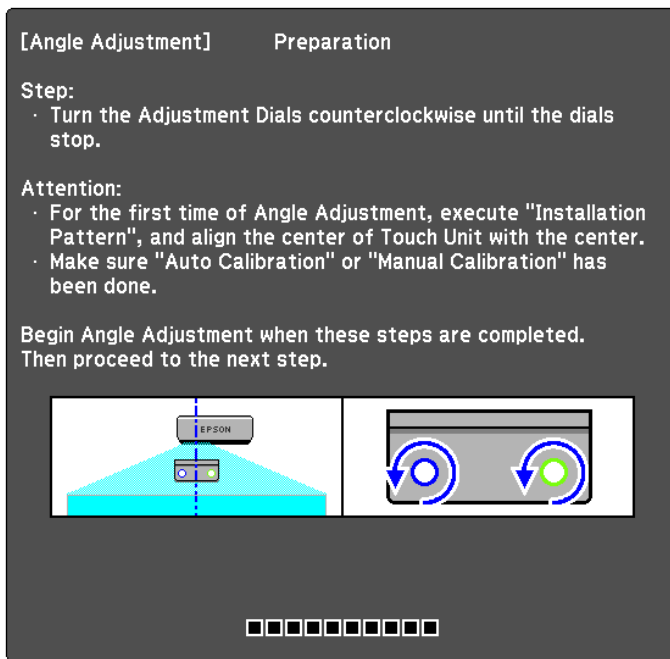 [Angle Adjustment] Preparation
Step:
· Turn the Adjustment Dials counterclockwise until the dials
stop.
Attention:
· For the first time of Angle Adjustment, execute "Installation
Pattern", and align the center of Touch Unit with the center.
· Make sure "Auto Calibration" or "Manual Calibration" has
been done.
Begin Angle Adjustment when these steps are completed.
Then proceed to the next step.
EPSON